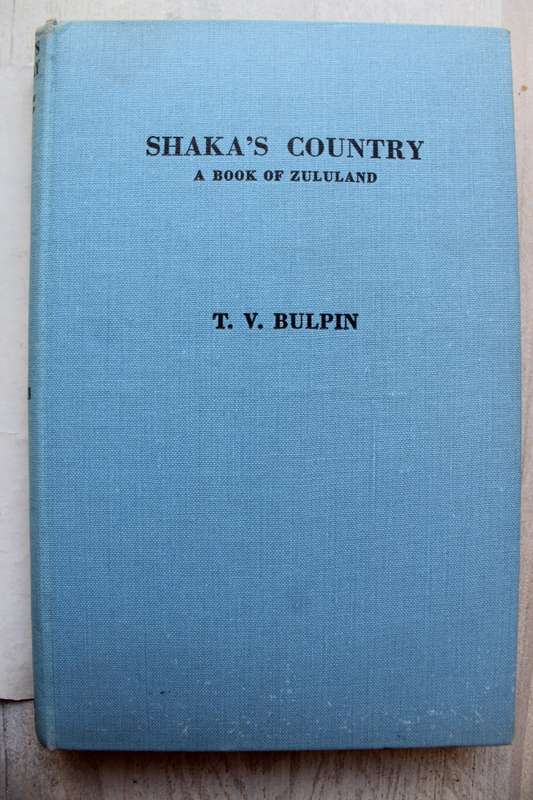 SHAKA'S COUNTRY
A BOOK OF ZULULAND
T. V. BULPIN